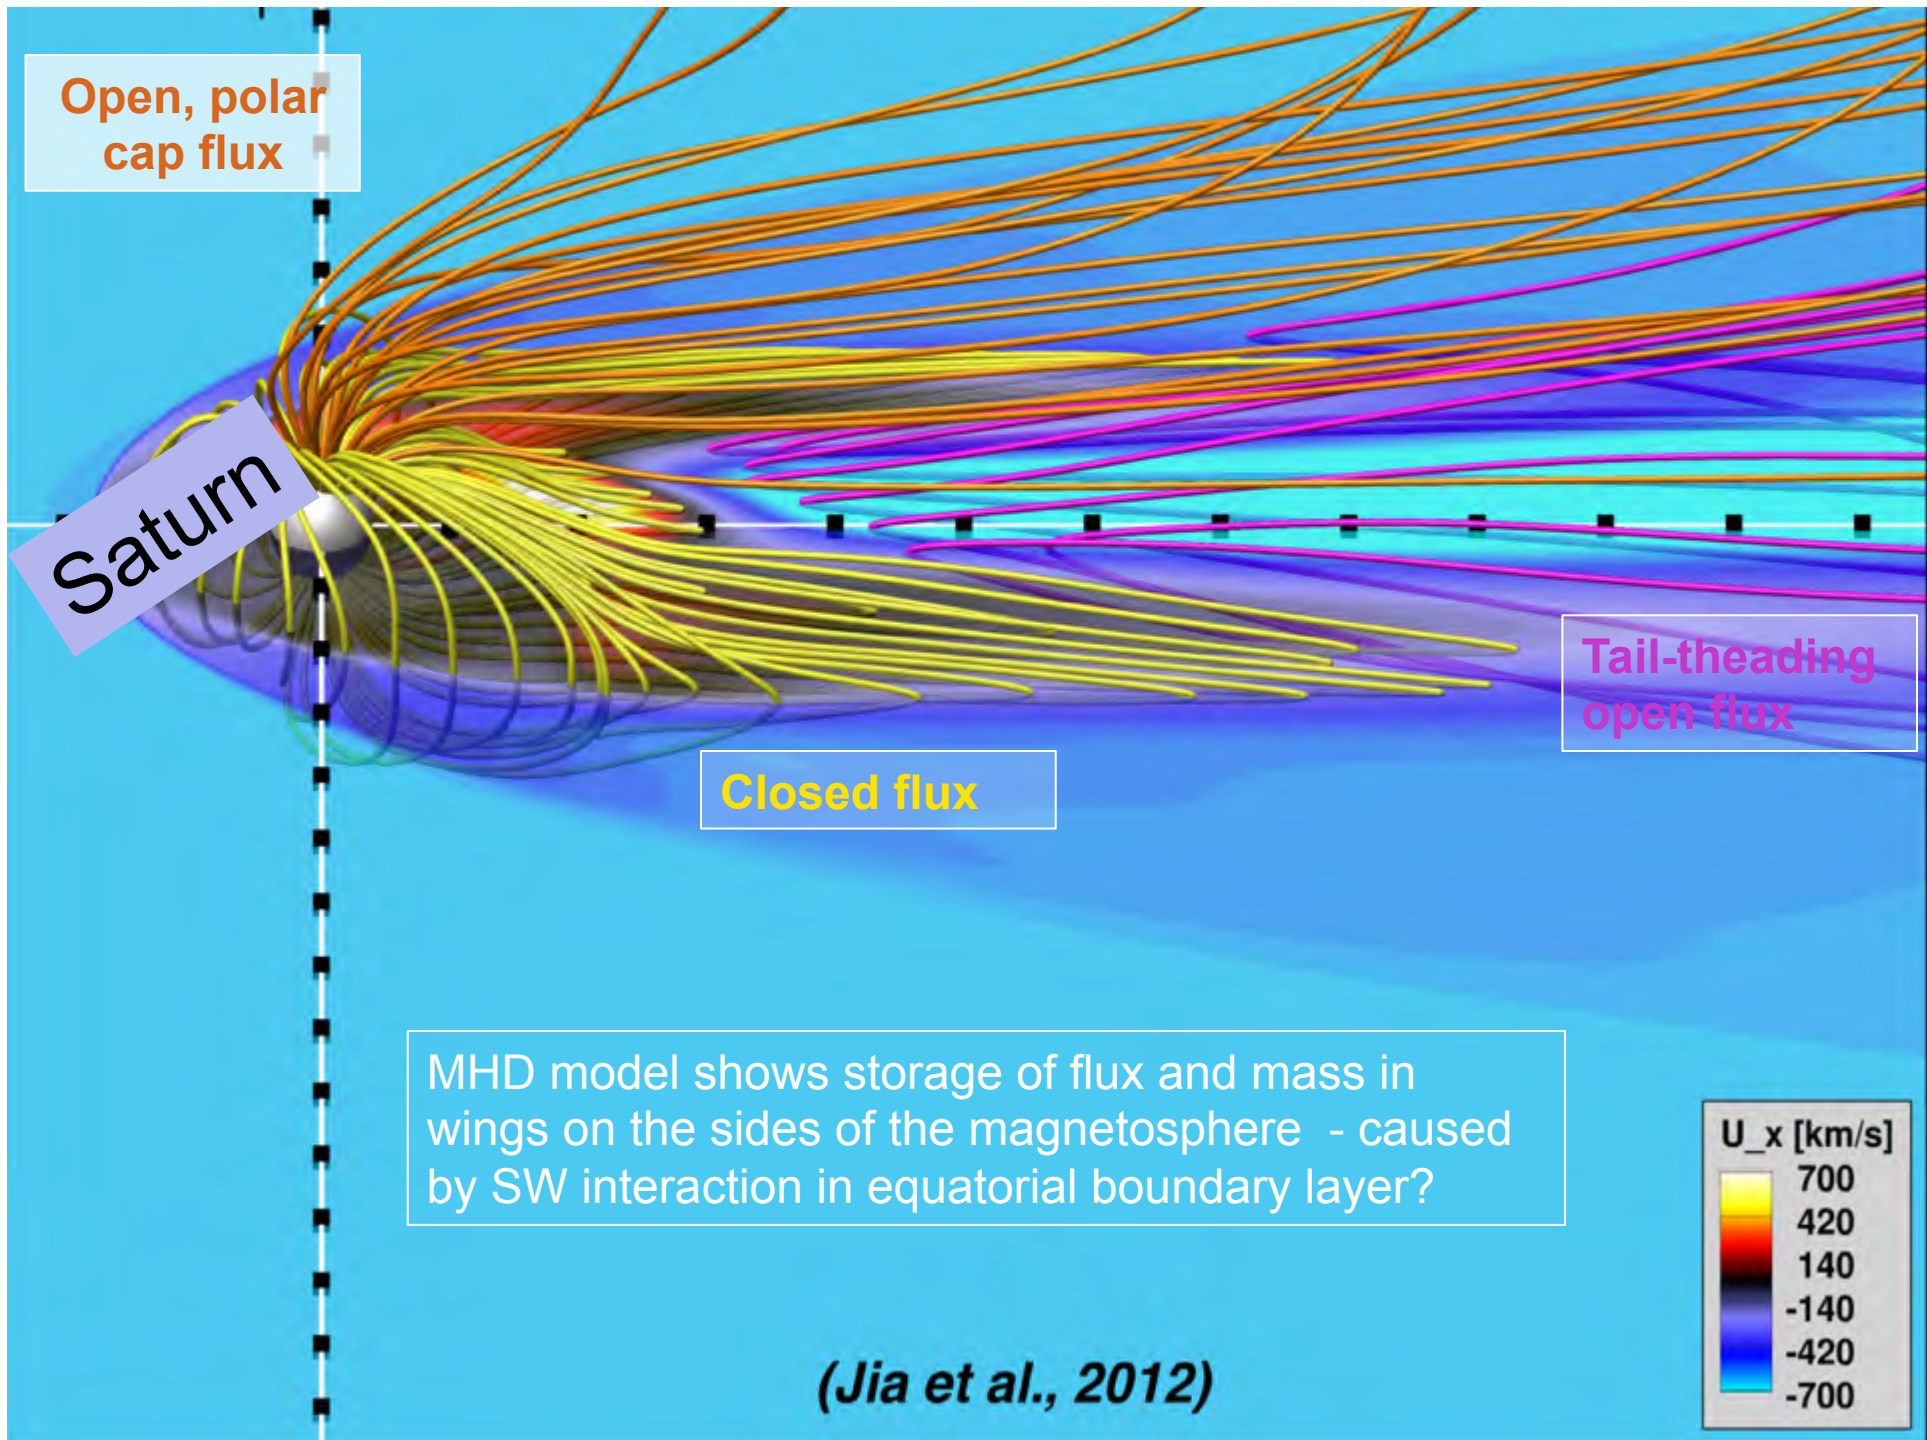 Open, polar
cap flux
Saturn
Tail-theading
open flux
Closed flux
MHD model shows storage of flux and mass in
wings on the sides of the magnetosphere - caused
by SW interaction in equatorial boundary layer?
U_x [km/s]
700
420
140
-140
-420
-700
(Jia et al., 2012)